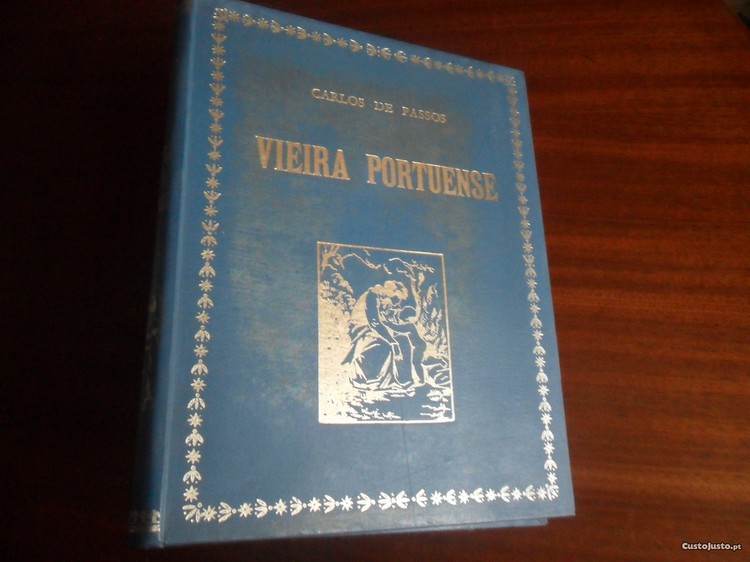 CARLOS DE PASSOS
VIEIRA PORTUENSE
CustoJusto.pt